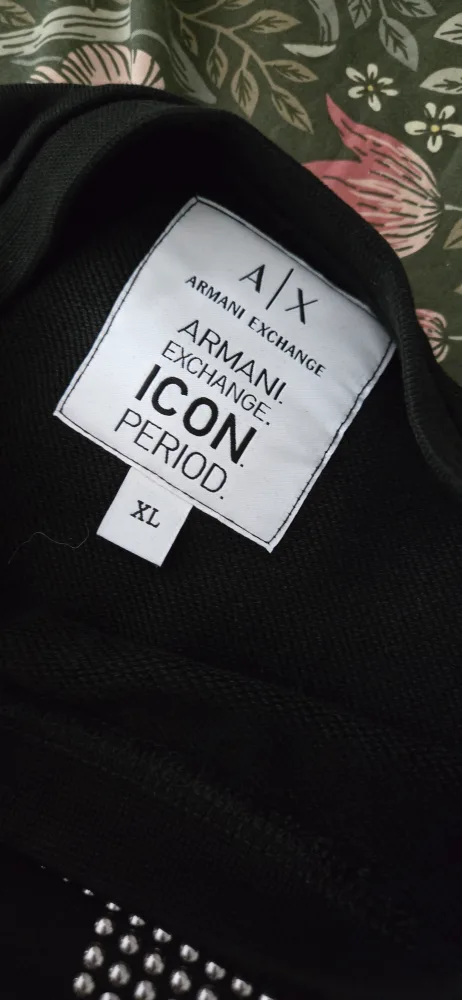 A|X
ARMANI EXCHANGE
ARMANI.
EXCHANGE.
ICON.
PERIOD.
XL